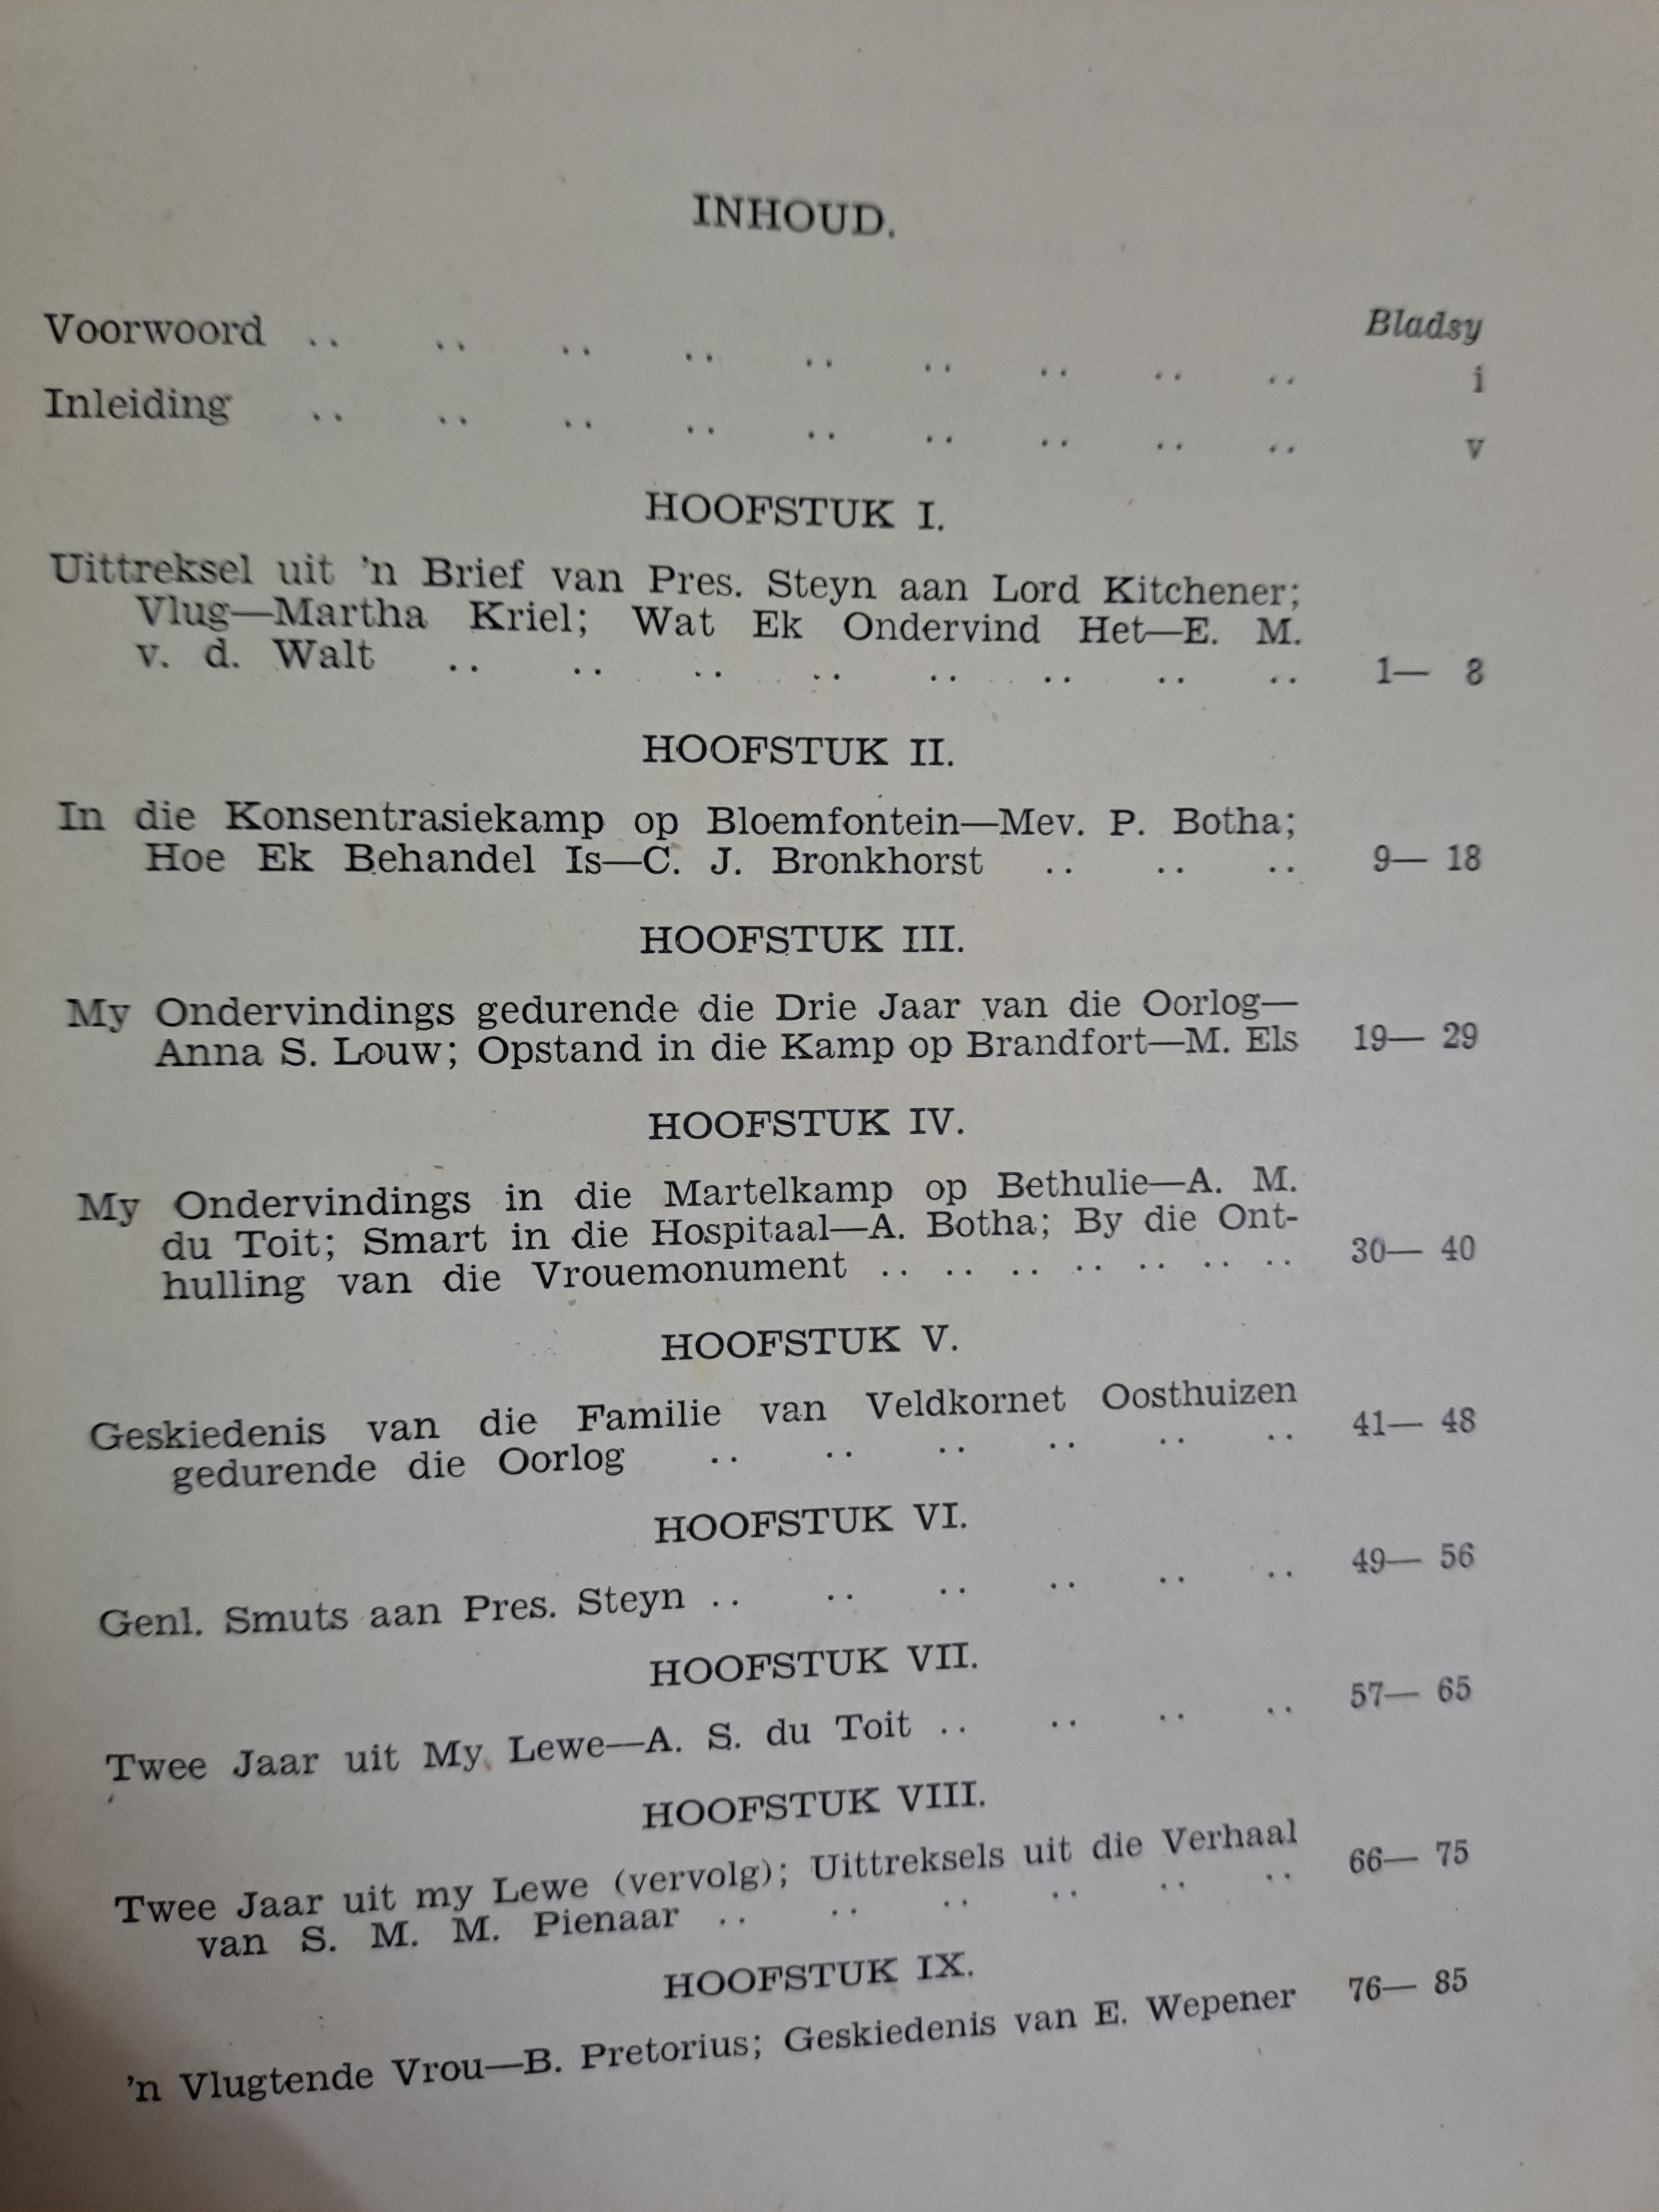 INHOUD.
Bladsy
Voorwoord .. .. .. .. .. .. .. .. .. i
Inleiding .. .. .. .. .. .. .. .. .. v
HOOFSTUK I.
Uittreksel uit 'n Brief van Pres. Steyn aan Lord Kitchener;
Vlug—Martha Kriel; Wat Ek Ondervind Het—E. M.
v. d. Walt .. .. .. .. .. .. .. .. 1— 8
HOOFSTUK II.
In die Konsentrasiekamp op Bloemfontein—Mev. P. Botha;
Hoe Ek Behandel Is—C. J. Bronkhorst .. .. .. 9— 18
HOOFSTUK III.
My Ondervindings gedurende die Drie Jaar van die Oorlog—
Anna S. Louw; Opstand in die Kamp op Brandfort—M. Els 19— 29
HOOFSTUK IV.
My Ondervindings in die Martelkamp op Bethulie—A. M.
du Toit; Smart in die Hospitaal—A. Botha; By die Ont-
hulling van die Vrouemonument .. .. .. .. .. .. .. 30— 40
HOOFSTUK V.
Geskiedenis van die Familie van Veldkornet Oosthuizen
gedurende die Oorlog .. .. .. .. .. .. 41— 48
HOOFSTUK VI.
Genl. Smuts aan Pres. Steyn .. .. .. .. .. .. 49— 56
HOOFSTUK VII.
Twee Jaar uit My Lewe—A. S. du Toit .. .. .. .. 57— 65
HOOFSTUK VIII.
Twee Jaar uit my Lewe (vervolg); Uittreksels uit die Verhaal
van S. M. M. Pienaar .. .. .. .. .. .. 66— 75
HOOFSTUK IX.
'n Vlugtende Vrou—B. Pretorius; Geskiedenis van E. Wepener 76— 85